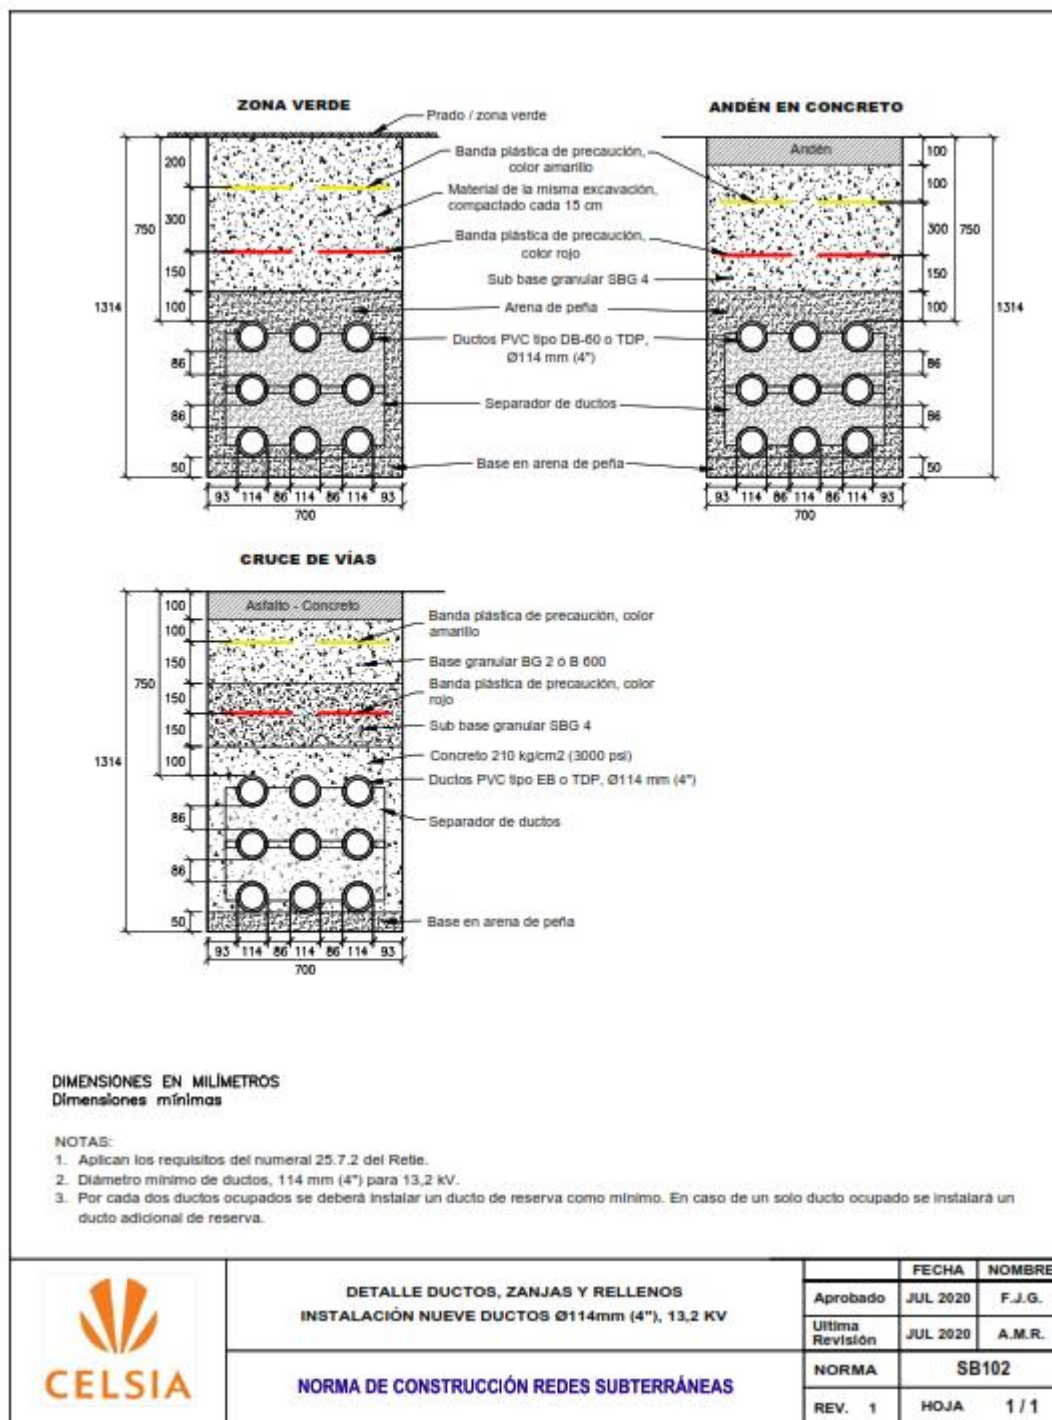 ZONA VERDE
ANDÉN EN CONCRETO
Prado / zona verde
Banda plástica de precaución,
color amarillo
Material de la misma excavación,
compactado cada 15 cm
Banda plástica de precaución,
color rojo
Sub base granular SBG 4
Arena de peña
Ductos PVC tipo DB-60 o TDP,
Ø114 mm (4")
Separador de ductos
Base en arena de peña
200
300
150
100
750
1314
86
86
50
93 114 86 114 86 114 93
700
Andén
100
100
300
150
100
750
1314
86
86
50
93 114 86 114 86 114 93
700
CRUCE DE VÍAS
Asfalto - Concreto
Banda plástica de precaución, color
amarillo
Base granular BG 2 ó B 600
Banda plástica de precaución, color
rojo
Sub base granular SBG 4
Concreto 210 kg/cm2 (3000 psi)
Ductos PVC tipo EB o TDP, Ø114 mm (4")
Separador de ductos
Base en arena de peña
100
100
150
150
150
100
750
1314
86
86
50
93 114 86 114 86 114 93
700
DIMENSIONES EN MILÍMETROS
Dimensiones mínimas
NOTAS:
1. Aplican los requisitos del numeral 25.7.2 del Retie.
2. Diámetro mínimo de ductos, 114 mm (4") para 13,2 kV.
3. Por cada dos ductos ocupados se deberá instalar un ducto de reserva como mínimo. En caso de un solo ducto ocupado se instalará un
ducto adicional de reserva.
CELSIA
DETALLE DUCTOS, ZANJAS Y RELLENOS
INSTALACIÓN NUEVE DUCTOS Ø114mm (4"), 13,2 KV
NORMA DE CONSTRUCCIÓN REDES SUBTERRÁNEAS
FECHA NOMBRE
Aprobado JUL 2020 F.J.G.
Ultima
Revisión JUL 2020 A.M.R.
NORMA SB102
REV. 1 HOJA 1 / 1